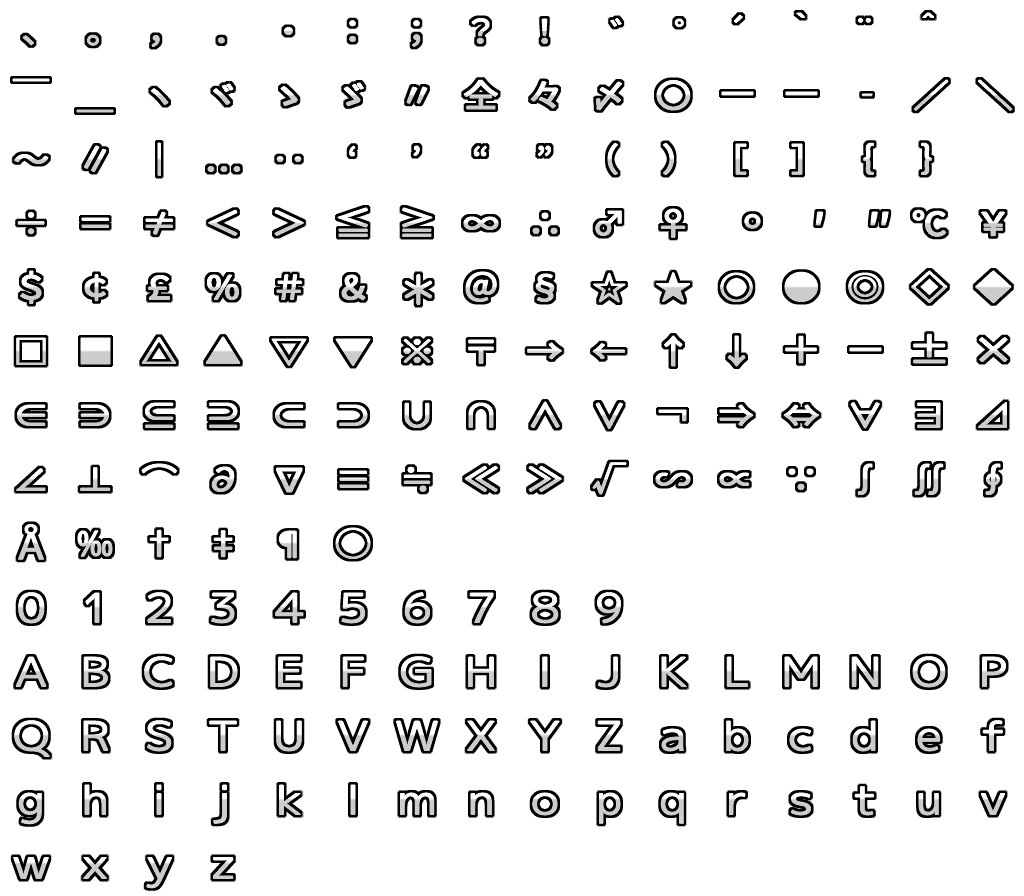 、 。 , . ・ : ; ? ! ゛ ゜ ´ ｀ ¨ ＾
￣ ＿ ヽ ヾ ゝ ゞ 〃 仝 々 〆 〇 ー ― ‐ ／ ＼
～ ∥ ｜ … ‥ ‘ ’ “ ” （ ） ［ ］ ｛ ｝
÷ ＝ ≠ ＜ ＞ ≦ ≧ ∞ ∴ ♂ ♀ ° ′ ″ ℃ ￥
＄ ￠ ￡ ％ ＃ ＆ ＊ ＠ § ☆ ★ ○ ● ◎ ◇ ◆
□ ■ △ ▲ ▽ ▼ ※ 〒 → ← ↑ ↓ ＋ － ± ×
∈ ∋ ⊆ ⊇ ⊂ ⊃ ∪ ∩ ∧ ∨ ￢ ⇒ ⇔ ∀ ∃ ⊿
∠ ⊥ ⌒ ∂ ∇ ≡ ≒ ≪ ≫ √ ∽ ∝ ∵ ∫ ∬ ∮
Å ‰ † ‡ ¶ ◯
0 1 2 3 4 5 6 7 8 9
A B C D E F G H I J K L M N O P
Q R S T U V W X Y Z a b c d e f
g h i j k l m n o p q r s t u v
w x y z